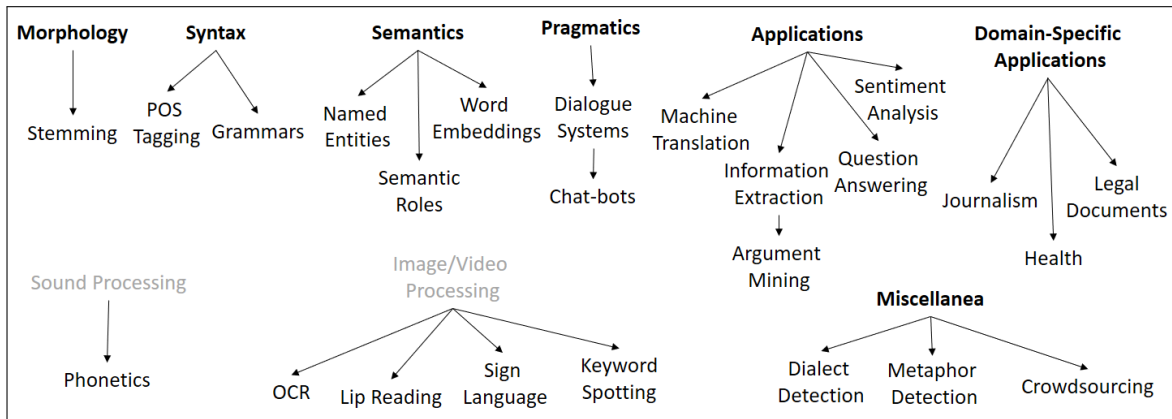 Morphology
Syntax
Semantics
Pragmatics
Applications
Domain-Specific
Applications
Stemming
POS
Tagging
Grammars
Named
Entities
Semantic
Roles
Word
Embeddings
Dialogue
Systems
Chat-bots
Machine
Translation
Information
Extraction
Argument
Mining
Question
Answering
Sentiment
Analysis
Journalism
Health
Legal
Documents
Sound Processing
Phonetics
Image/Video
Processing
OCR
Lip Reading
Sign
Language
Keyword
Spotting
Miscellanea
Dialect
Detection
Metaphor
Detection
Crowdsourcing